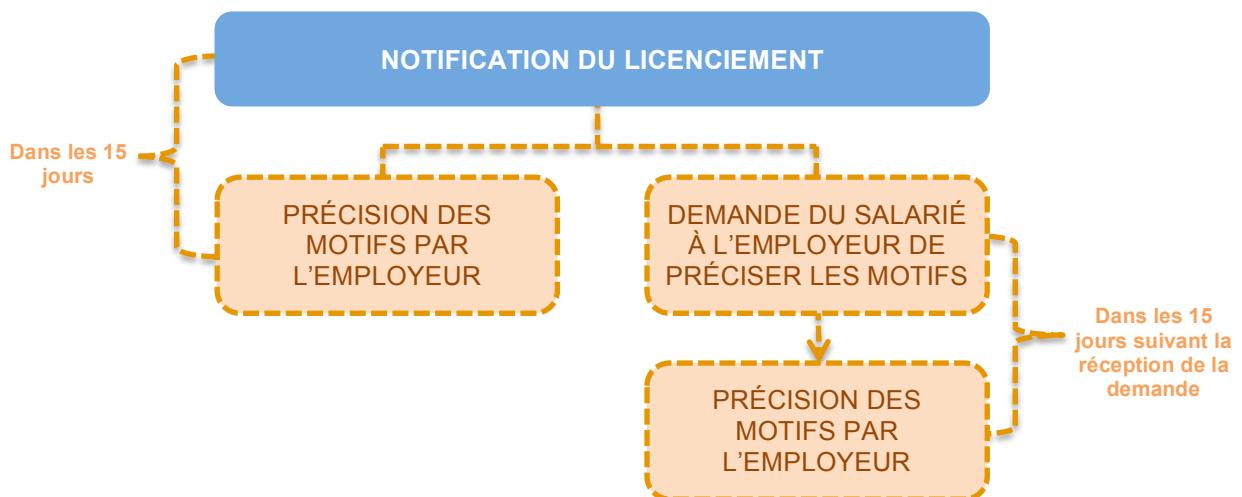 NOTIFICATION DU LICENCIEMENT
Dans les 15
jours
PRÉCISION DES
MOTIFS PAR
L’EMPLOYEUR
DEMANDE DU SALARIÉ
À L’EMPLOYEUR DE
PRÉCISER LES MOTIFS
Dans les 15
jours suivant la
réception de la
demande
PRÉCISION DES
MOTIFS PAR
L’EMPLOYEUR